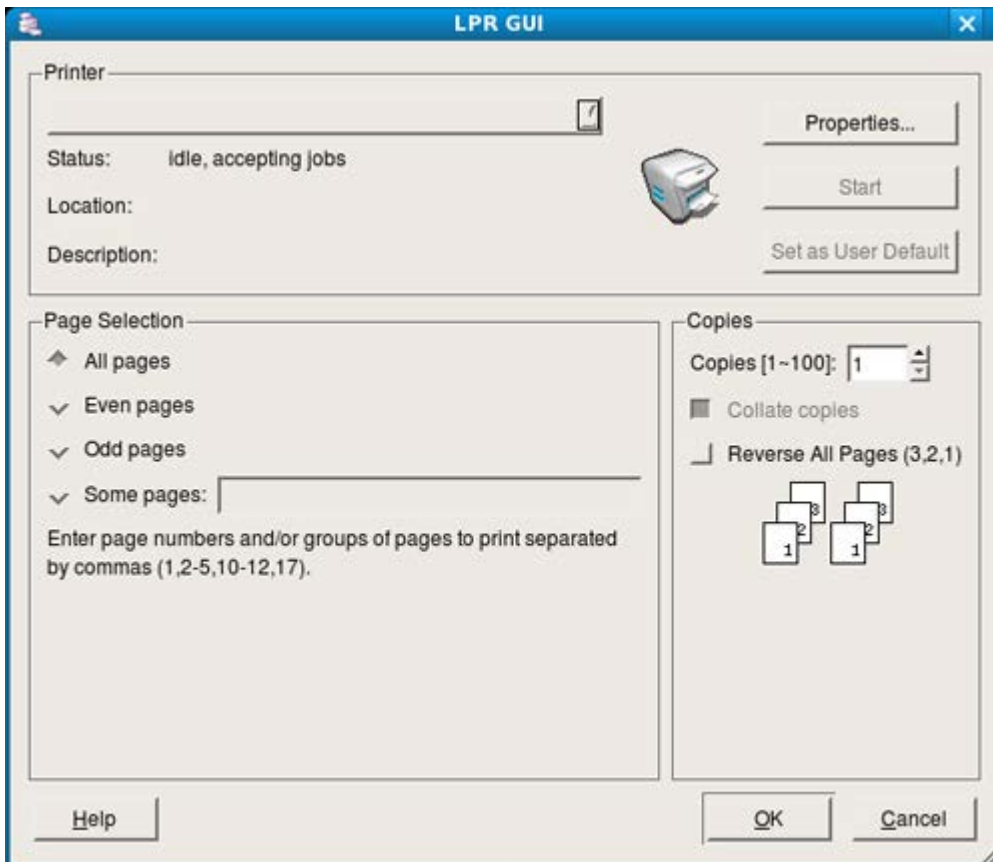 LPR GUI
Printer
Properties...
Status: idle, accepting jobs
Start
Location:
Description:
Set as User Default
Page Selection
All pages
Even pages
Odd pages
Some pages:
Enter page numbers and/or groups of pages to print separated
by commas (1,2-5,10-12,17).
Copies
Copies [1~100]: 1
Collate copies
Reverse All Pages (3,2,1)
3 3
2 2
1 1
Help
OK
Cancel